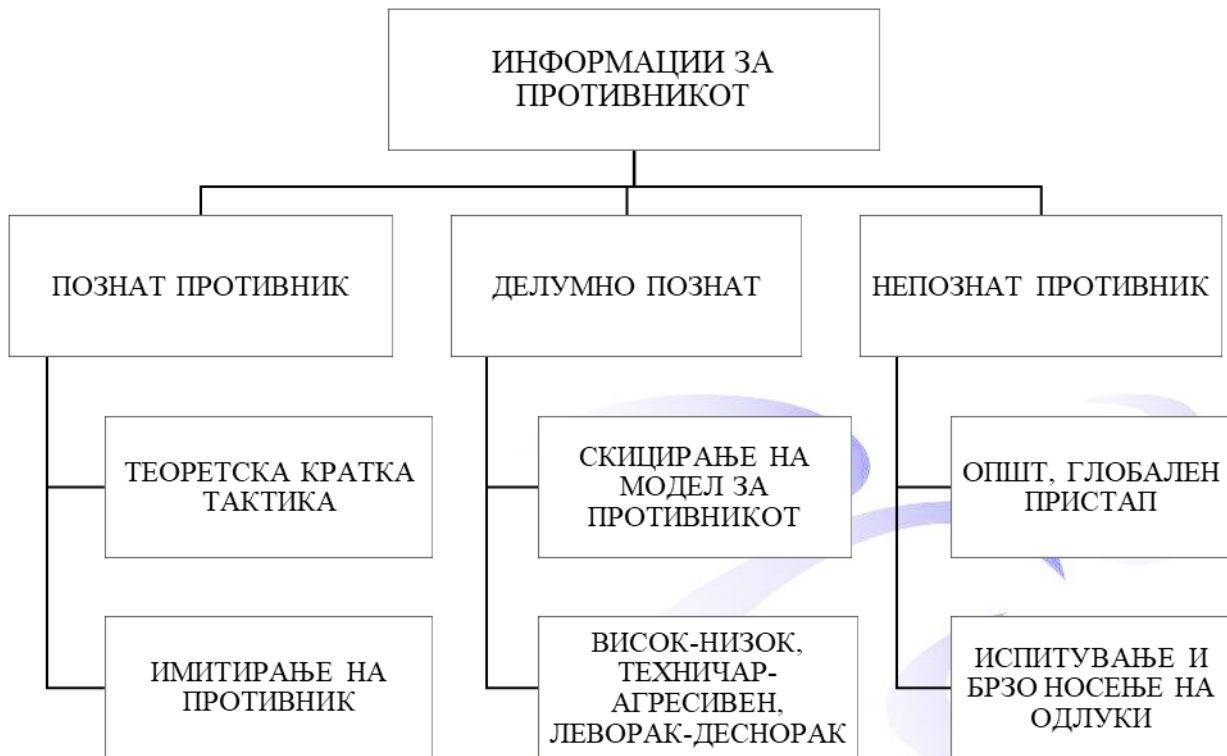 ИНФОРМАЦИИ ЗА
ПРОТИВНИКОТ
ПОЗНАТ ПРОТИВНИК
ДЕЛУМНО ПОЗНАТ
НЕПОЗНАТ ПРОТИВНИК
ТЕОРЕТСКА КРАТКА
ТАКТИКА
СКИЦИРАЊЕ НА
МОДЕЛ ЗА
ПРОТИВНИКОТ
ОПШТ, ГЛОБАЛЕН
ПРИСТАП
ИМИТИРАЊЕ НА
ПРОТИВНИК
ВИСОК-НИЗОК,
ТЕХНИЧАР-
АГРЕСИВЕН,
ЛЕВОРАК-ДЕСНОРАК
ИСПИТУВАЊЕ И
БРЗО НОСЕЊЕ НА
ОДЛУКИ